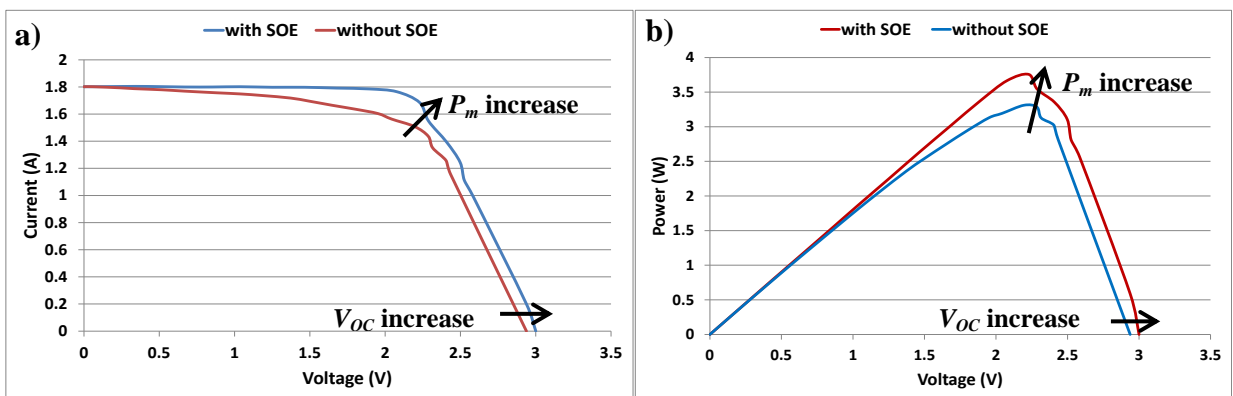 a)
with SOE
without SOE
Current (A)
2
1.8
1.6
1.4
1.2
1
0.8
0.6
0.4
0.2
0
Pm increase
VOC increase
0 0.5 1 1.5 2 2.5 3 3.5
Voltage (V)
b)
with SOE
without SOE
Power (W)
4
3.5
3
2.5
2
1.5
1
0.5
0
Pm increase
VOC increase
0 0.5 1 1.5 2 2.5 3 3.5
Voltage (V)